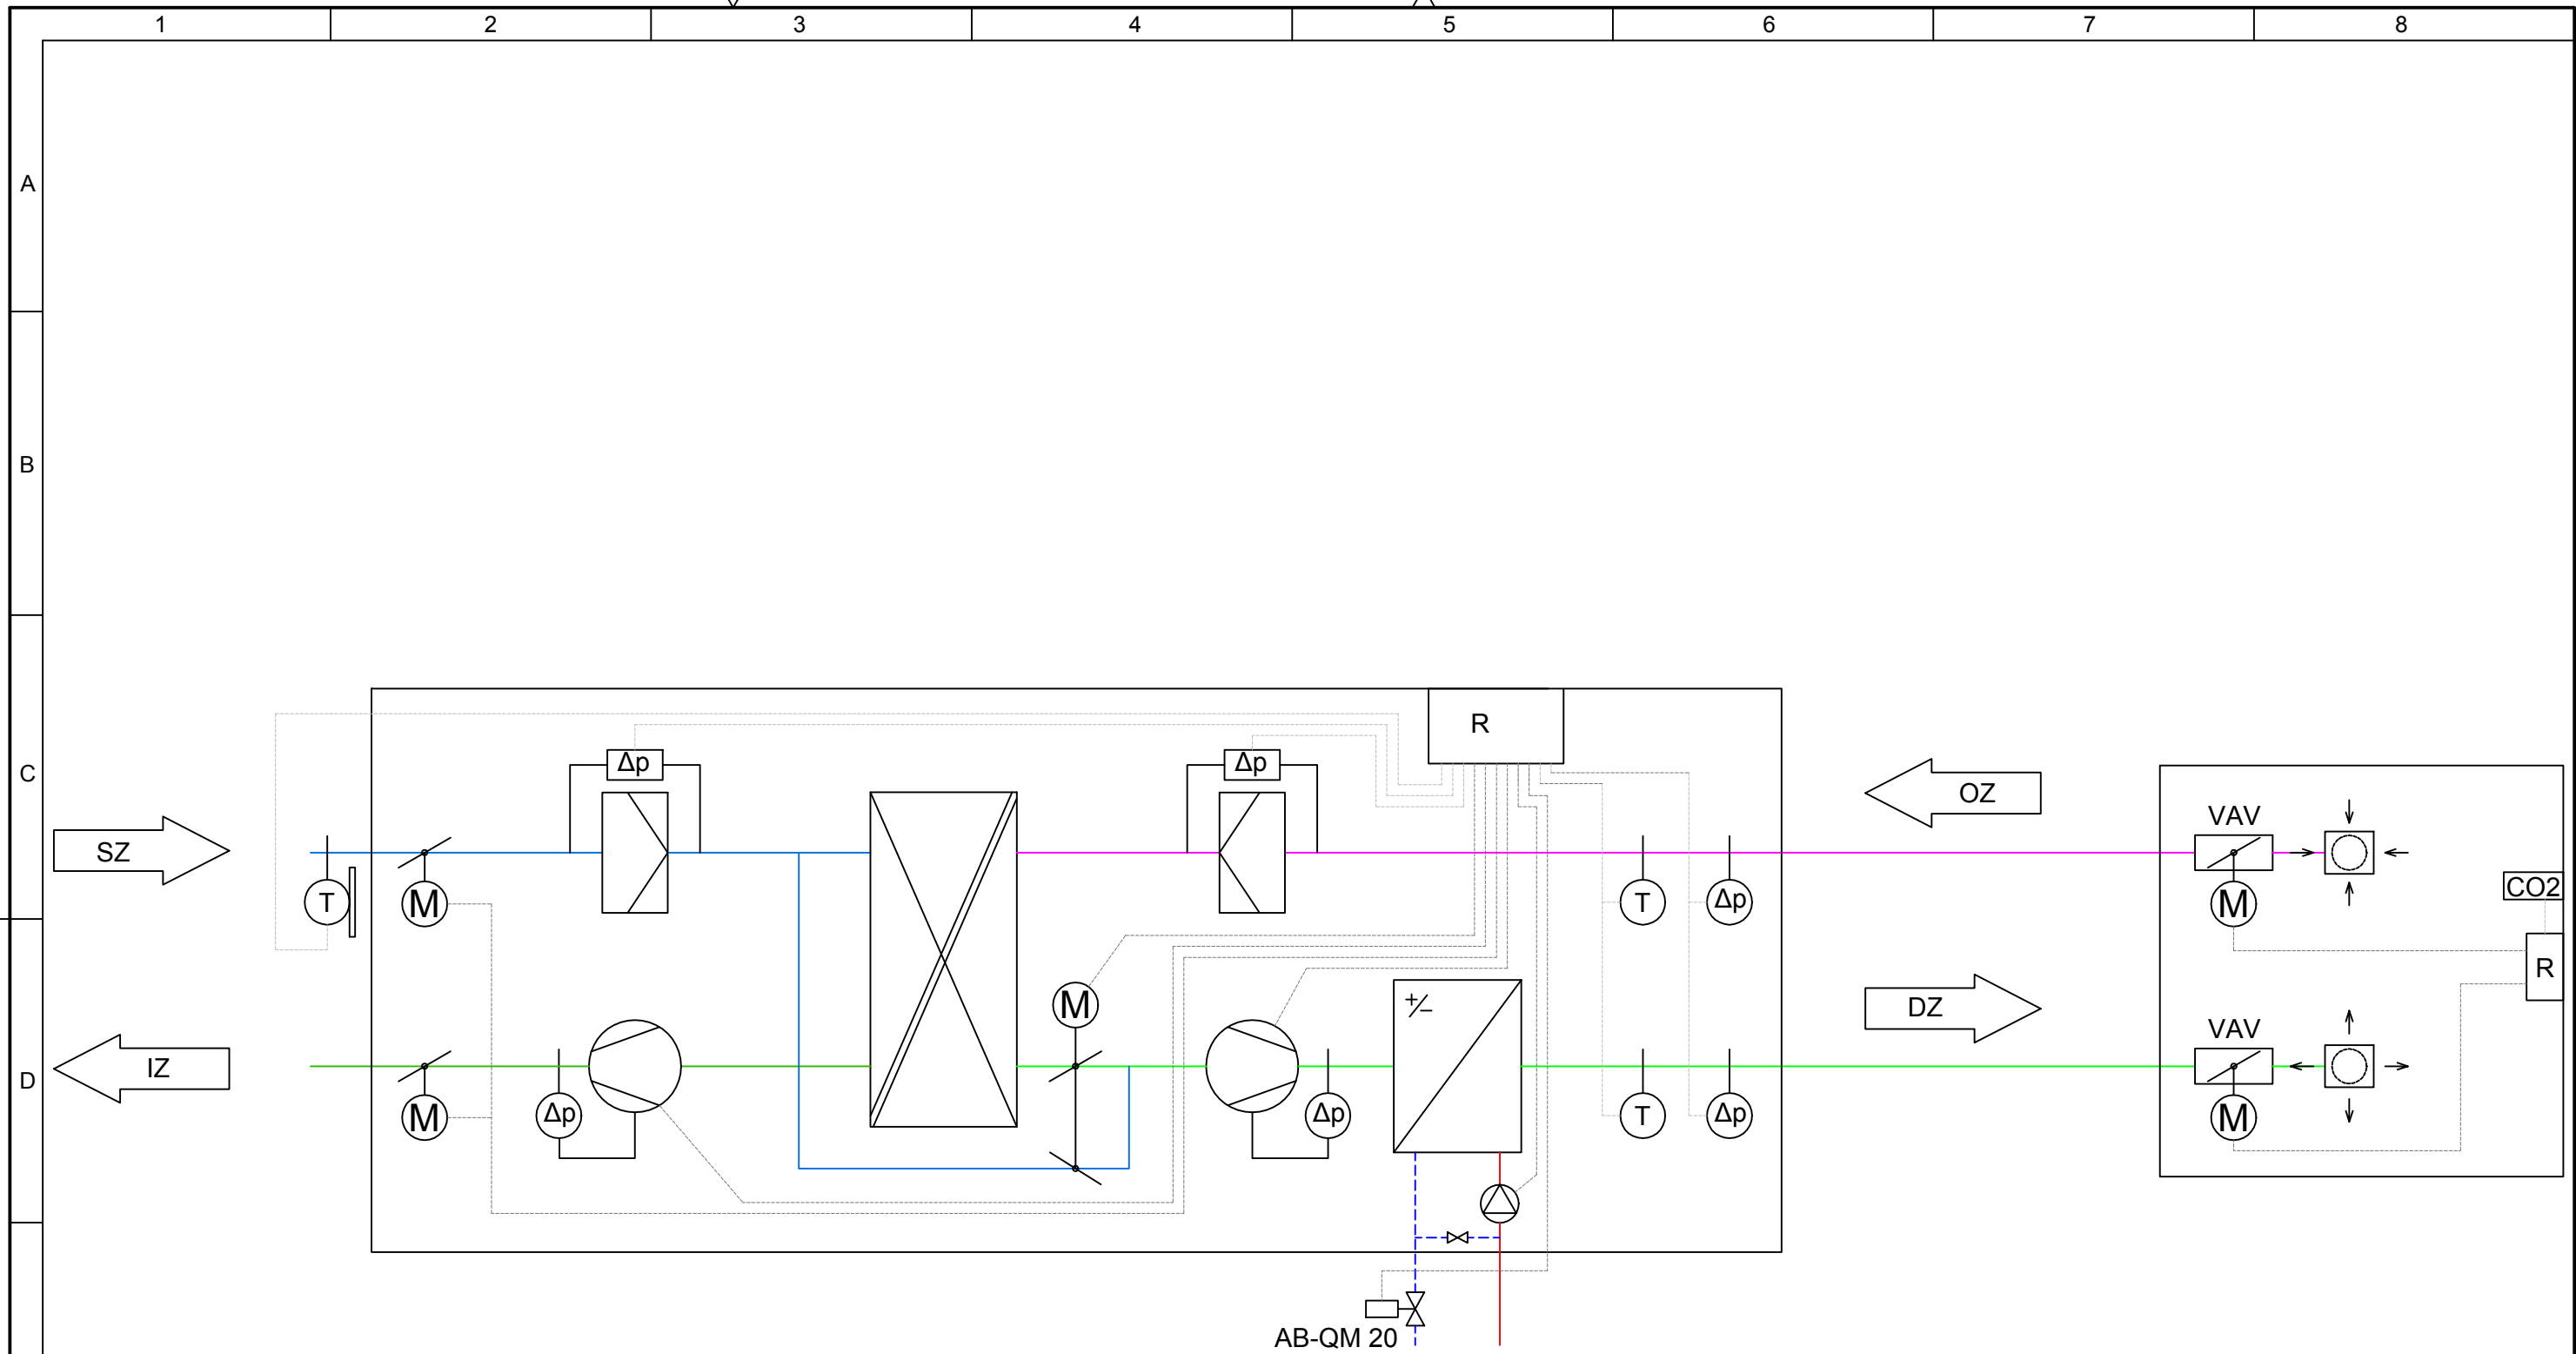 1 2 3 4 5 6 7 8
A
B
C
D
R
Δp Δp
OZ
SZ
VAV
T M T Δp M
CO2
R
M
+/-
DZ
VAV
IZ
M Δp Δp T Δp M
AB-QM 20